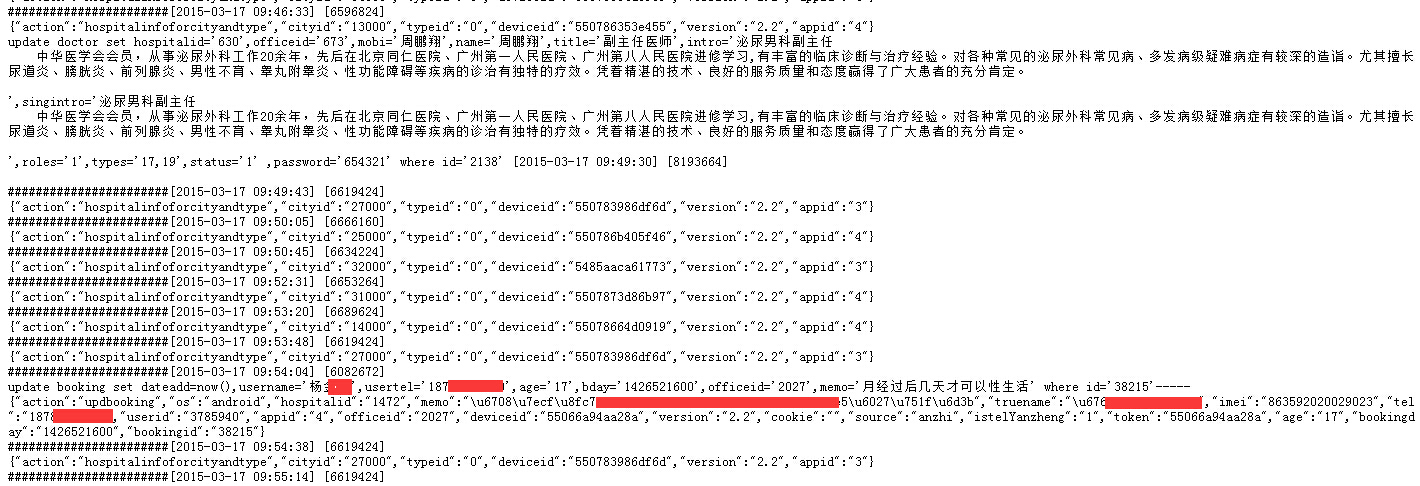 #######################[2015-03-17 09:46:33] [6596824]
{"action":"hospitalinfoforcityandtype","cityid":"13000","typeid":"0","deviceid":"550786353e455","version":"2.2","appid":"4"}
update doctor set hospitalid='630',officeid='673',mobi='周鹏翔',name='周鹏翔',title='副主任医师',intro='泌尿男科副主任
中华医学会会员，从事泌尿外科工作20余年，先后在北京同仁医院、广州第一人民医院、广州第八人民医院进修学习,有丰富的临床诊断与治疗经验。对各种常见的泌尿外科常见病、多发病级疑难病症有较深的造诣。尤其擅长
尿道炎、膀胱炎、前列腺炎、男性不育、睾丸附睾炎、性功能障碍等疾病的诊治有独特的疗效。凭着精湛的技术、良好的服务质量和态度赢得了广大患者的充分肯定。
',singintro='泌尿男科副主任
中华医学会会员，从事泌尿外科工作20余年，先后在北京同仁医院、广州第一人民医院、广州第八人民医院进修学习,有丰富的临床诊断与治疗经验。对各种常见的泌尿外科常见病、多发病级疑难病症有较深的造诣。尤其擅长
尿道炎、膀胱炎、前列腺炎、男性不育、睾丸附睾炎、性功能障碍等疾病的诊治有独特的疗效。凭着精湛的技术、良好的服务质量和态度赢得了广大患者的充分肯定。
',roles='1',types='17,19',status='1' ,password='654321' where id='2138' [2015-03-17 09:49:30] [8193664]
#######################[2015-03-17 09:49:43] [6619424]
{"action":"hospitalinfoforcityandtype","cityid":"27000","typeid":"0","deviceid":"550783986df6d","version":"2.2","appid":"3"}
#######################[2015-03-17 09:50:05] [6666160]
{"action":"hospitalinfoforcityandtype","cityid":"25000","typeid":"0","deviceid":"550786b405f46","version":"2.2","appid":"4"}
#######################[2015-03-17 09:50:45] [6634224]
{"action":"hospitalinfoforcityandtype","cityid":"32000","typeid":"0","deviceid":"5485aaca61773","version":"2.2","appid":"3"}
#######################[2015-03-17 09:52:31] [6653264]
{"action":"hospitalinfoforcityandtype","cityid":"31000","typeid":"0","deviceid":"5507873d86b97","version":"2.2","appid":"4"}
#######################[2015-03-17 09:53:20] [6689624]
{"action":"hospitalinfoforcityandtype","cityid":"14000","typeid":"0","deviceid":"55078664d0919","version":"2.2","appid":"4"}
#######################[2015-03-17 09:53:48] [6619424]
{"action":"hospitalinfoforcityandtype","cityid":"27000","typeid":"0","deviceid":"550783986df6d","version":"2.2","appid":"3"}
#######################[2015-03-17 09:54:04] [6082672]
update booking set dateadd=now(),username='杨 ',usertel='187 ',age='17',bday='1426521600',officeid='2027',memo='月经过后几天才可以性生活' where id='38215'-----
{"action":"updbooking","os":"android","hospitalid":"1472","memo":"\u6708\u7ecf\u8fc7 5\u6027\u751f\u6d3b","truename":"\u676 ","imei":"863592020029023","tel
":"1878 ,"userid":"3785940","appid":"4","officeid":"2027","deviceid":"55066a94aa28a","version":"2.2","cookie":"","source":"anzhi","istelYanzheng":"1","token":"55066a94aa28a","age":"17","bookingd
ay":"1426521600","bookingid":"38215"}
#######################[2015-03-17 09:54:38] [6619424]
{"action":"hospitalinfoforcityandtype","cityid":"27000","typeid":"0","deviceid":"550783986df6d","version":"2.2","appid":"3"}
#######################[2015-03-17 09:55:14] [6619424]